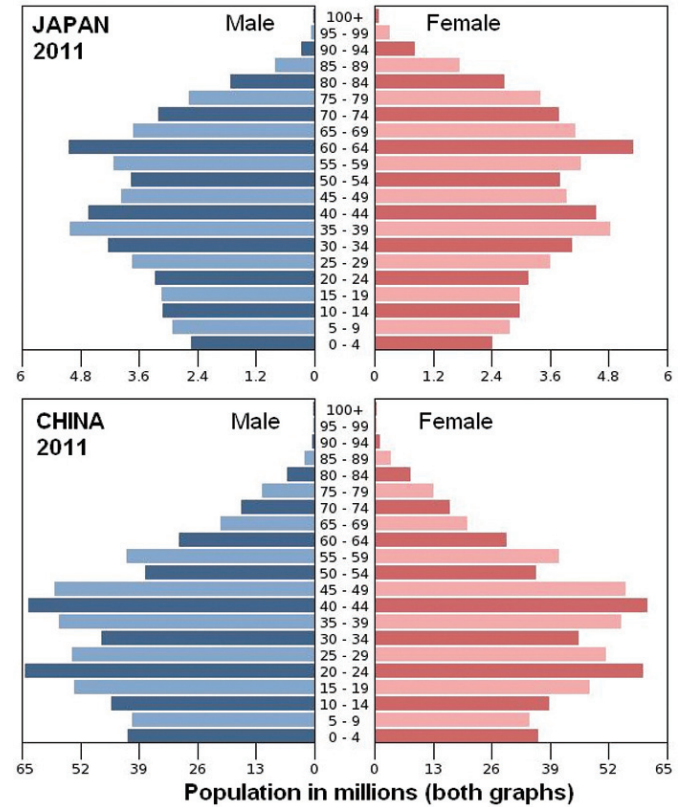 JAPAN
2011
Male
Female
100+
95 - 99
90 - 94
85 - 89
80 - 84
75 - 79
70 - 74
65 - 69
60 - 64
55 - 59
50 - 54
45 - 49
40 - 44
35 - 39
30 - 34
25 - 29
20 - 24
15 - 19
10 - 14
5 - 9
0 - 4
6 4.8 3.6 2.4 1.2 0 0 1.2 2.4 3.6 4.8 6
CHINA
2011
Male
Female
100+
95 - 99
90 - 94
85 - 89
80 - 84
75 - 79
70 - 74
65 - 69
60 - 64
55 - 59
50 - 54
45 - 49
40 - 44
35 - 39
30 - 34
25 - 29
20 - 24
15 - 19
10 - 14
5 - 9
0 - 4
65 52 39 26 13 0 0 13 26 39 52 65
Population in millions (both graphs)